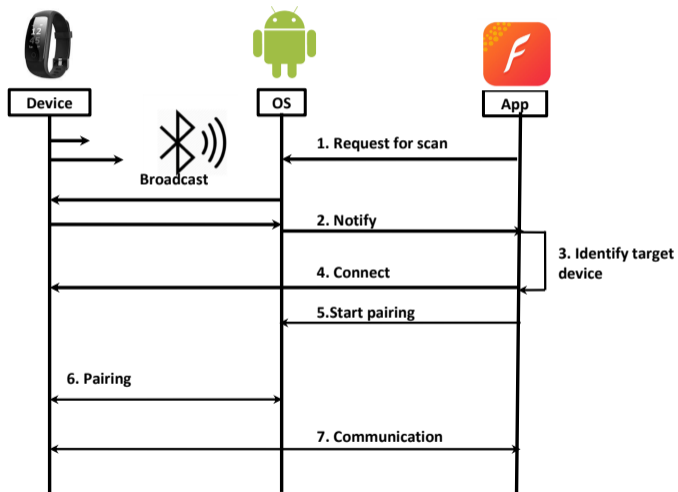 Device
OS
App
1. Request for scan
Broadcast
2. Notify
3. Identify target
device
4. Connect
5.Start pairing
6. Pairing
7. Communication